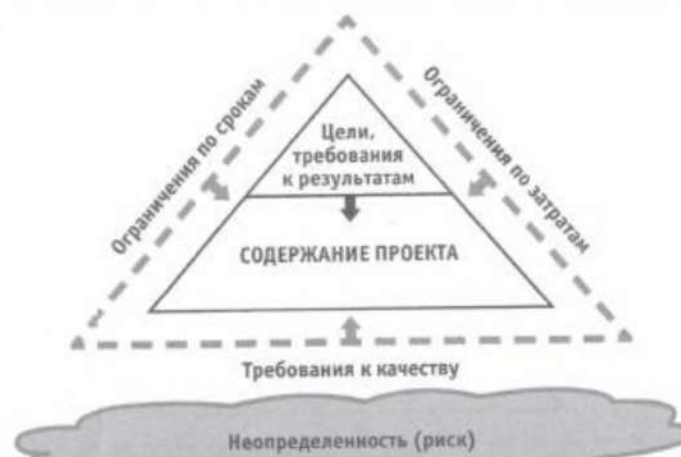 Ограничения по срокам
Ограничения по затратам
Цели,
требования
к результатам
СОДЕРЖАНИЕ ПРОЕКТА
Требования к качеству
Неопределенность (риск)